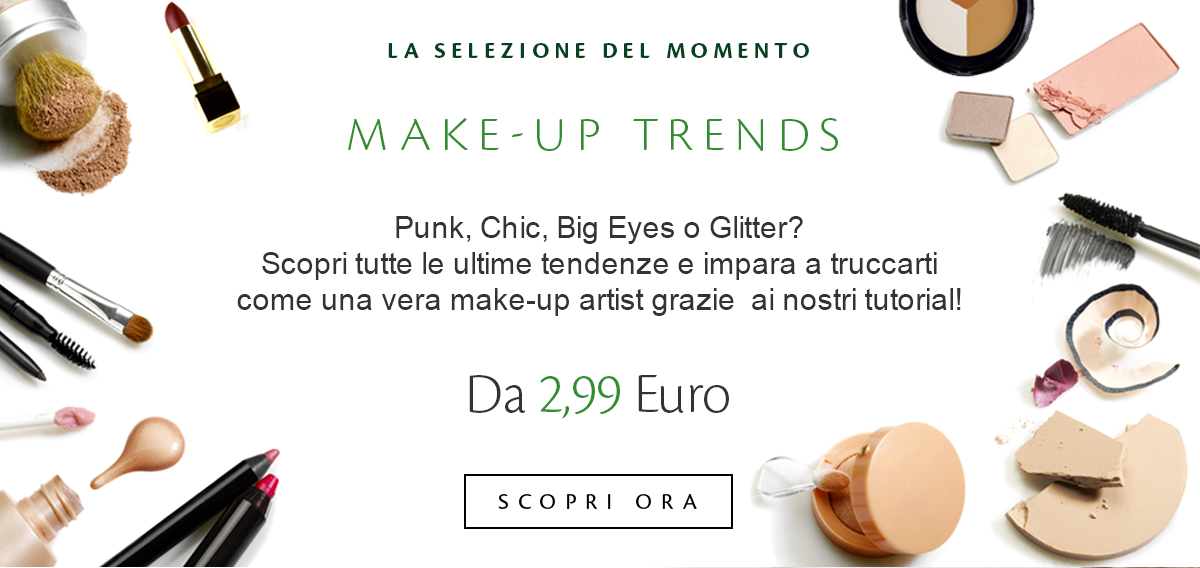 LA SELEZIONE DEL MOMENTO
MAKE-UP TRENDS
Punk, Chic, Big Eyes o Glitter?
Scopri tutte le ultime tendenze e impara a truccarti
come una vera make-up artist grazie  ai nostri tutorial!
Da 2,99 Euro
SCOPRI ORA